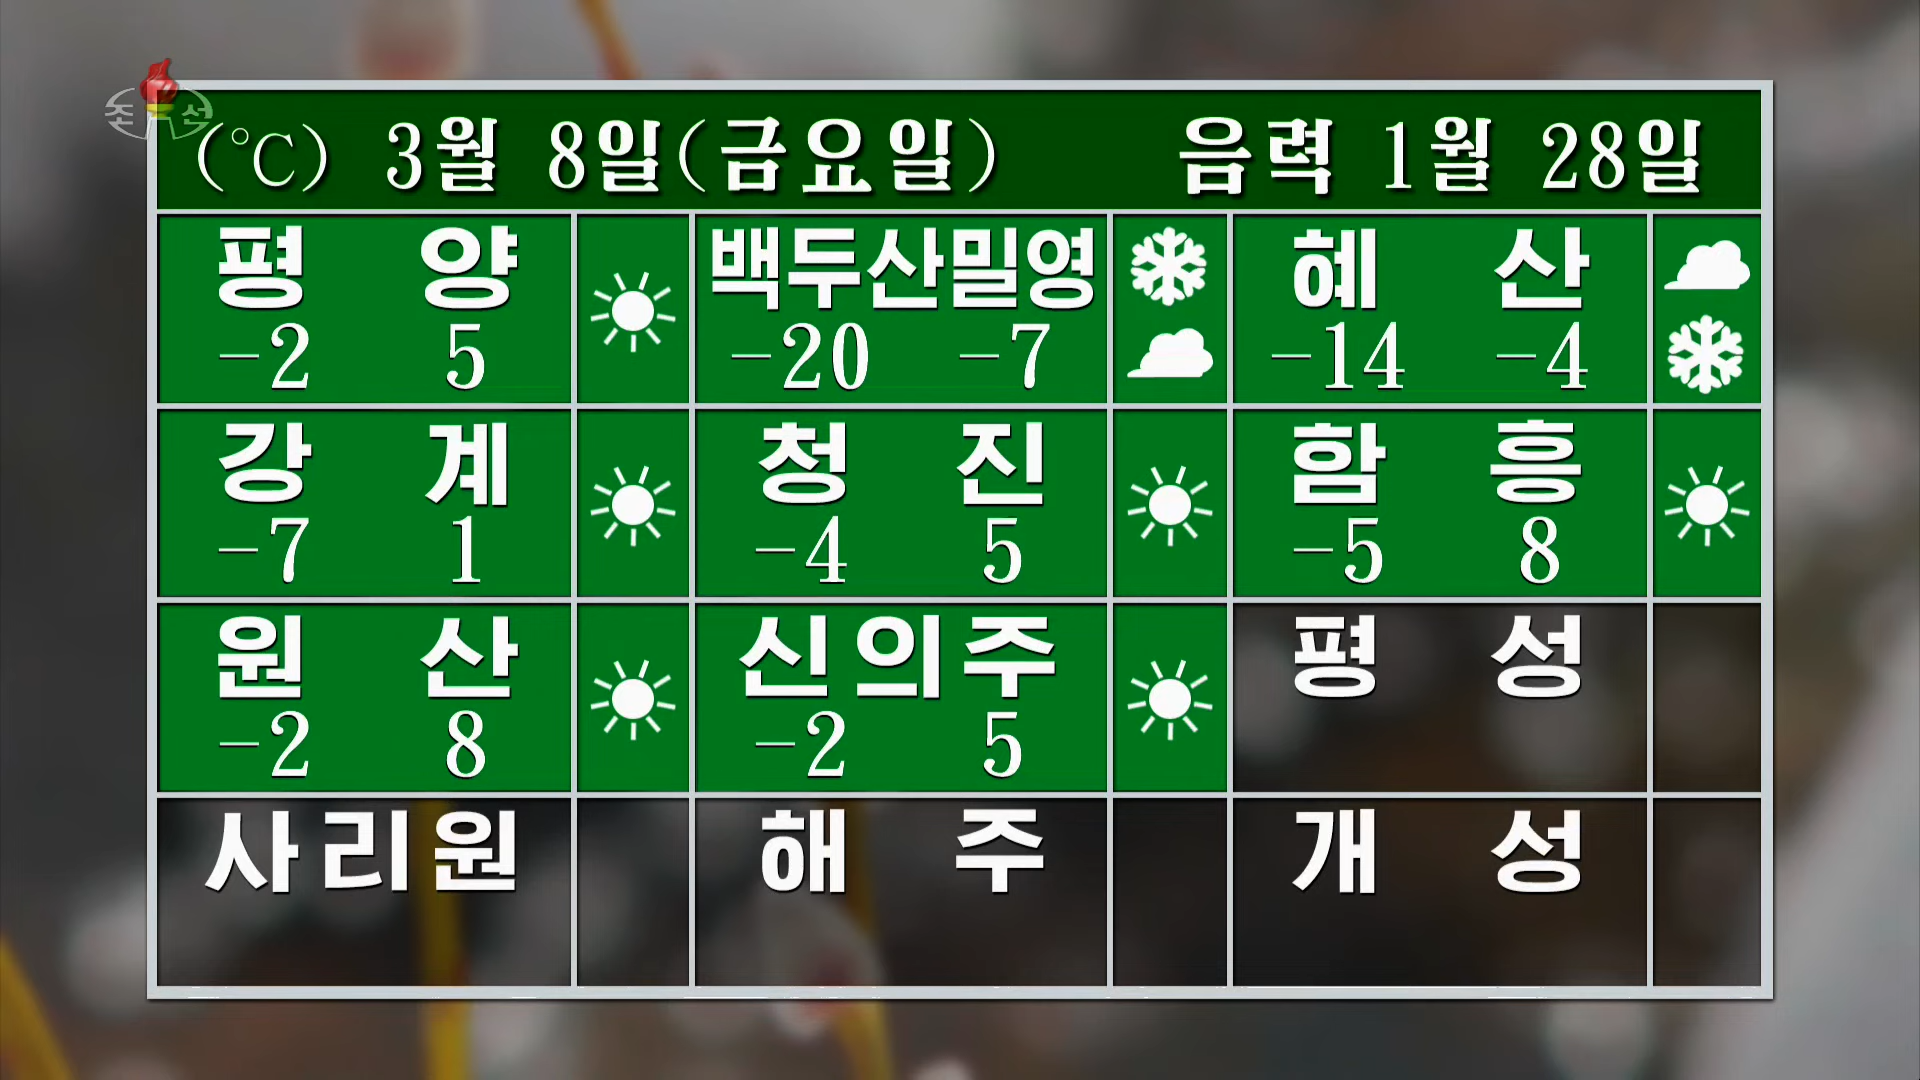 조선
(℃) 3월 8일(금요일) 음력 1월 28일
평양 백두산밀영 혜산
-2 5 -20 -7 -14 -4
강계 청진 함흥
-7 1 -4 5 -5 8
원산 신의주 평성
-2 8 -2 5
사리원 해주 개성